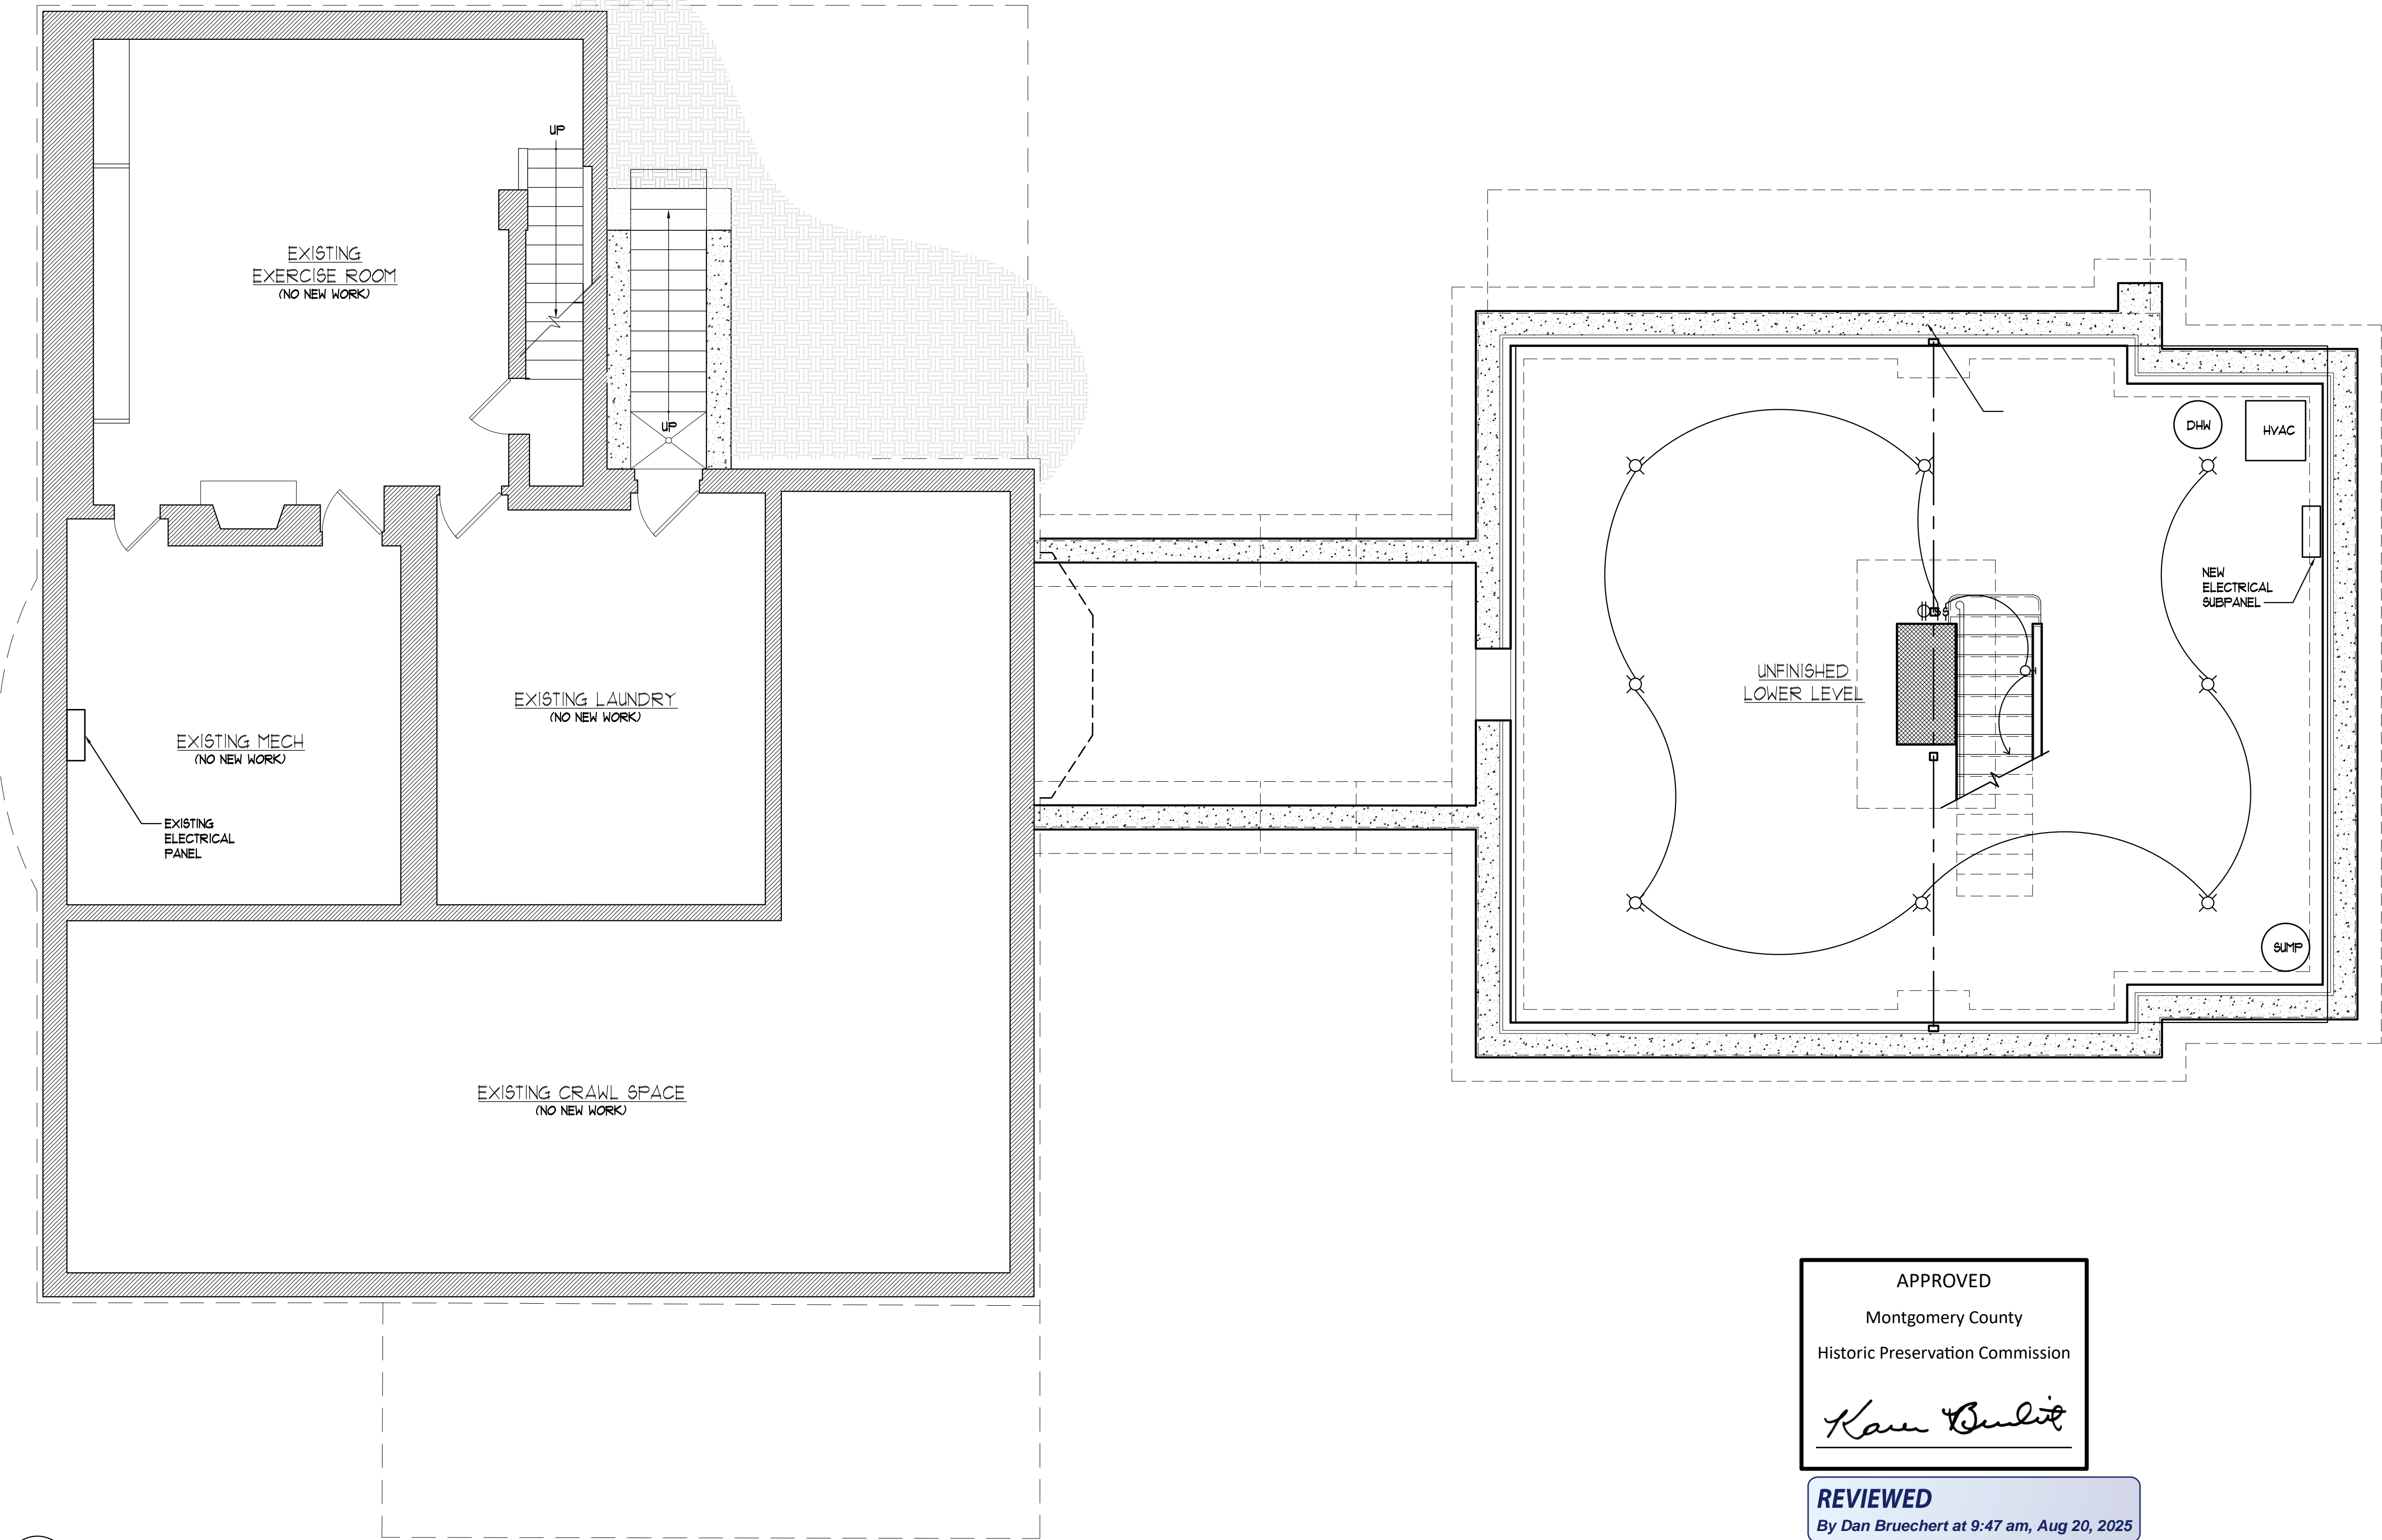 UP
EXISTING
EXERCISE ROOM
(NO NEW WORK)
UP
DHW
HVAC
NEW
ELECTRICAL
SUBPANEL
UNFINISHED
LOWER LEVEL
EXISTING LAUNDRY
(NO NEW WORK)
EXISTING MECH
(NO NEW WORK)
EXISTING
ELECTRICAL
PANEL
SUMP
EXISTING CRAWL SPACE
(NO NEW WORK)
APPROVED
Montgomery County
Historic Preservation Commission
REVIEWED
By Dan Bruechert at 9:47 am, Aug 20, 2025